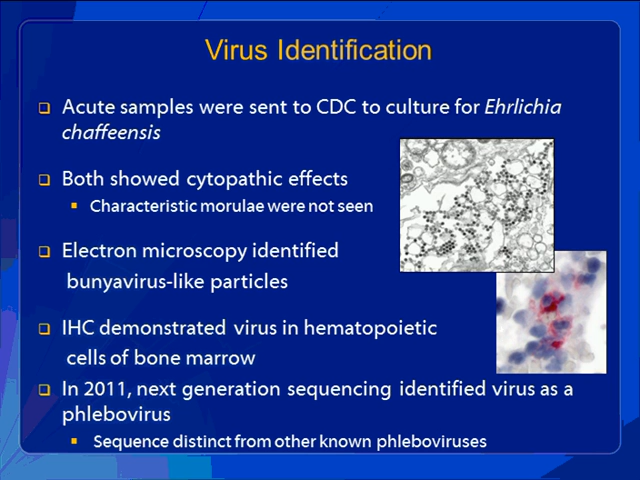 Virus Identification
Acute samples were sent to CDC to culture for Ehrlichia
chaffeensis
Both showed cytopathic effects
Characteristic morulae were not seen
Electron microscopy identified
bunyavirus-like particles
IHC demonstrated virus in hematopoietic
cells of bone marrow
In 2011, next generation sequencing identified virus as a
phlebovirus
Sequence distinct from other known phleboviruses